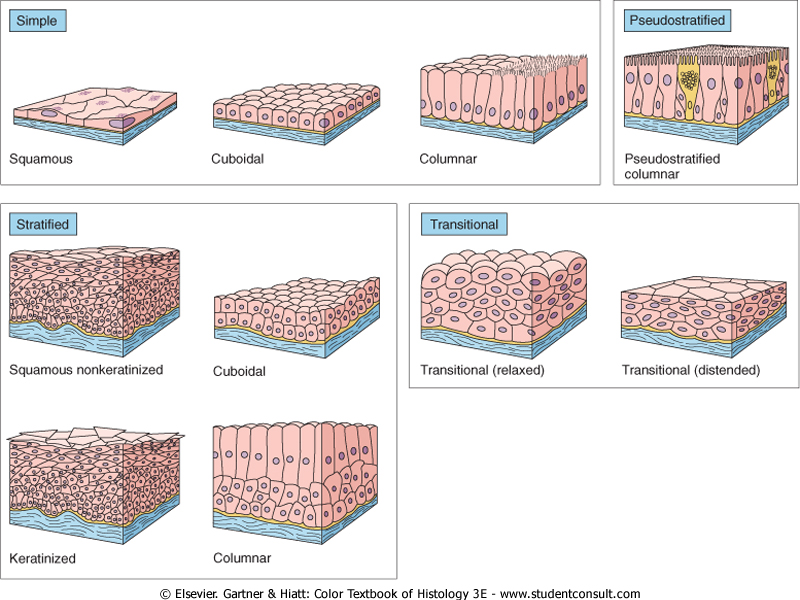 Simple
Squamous
Cuboidal
Columnar
Pseudostratified
Pseudostratified
columnar
Stratified
Squamous nonkeratinized
Cuboidal
Keratinized
Columnar
Transitional
Transitional (relaxed)
Transitional (distended)
© Elsevier. Gartner & Hiatt: Color Textbook of Histology 3E - www.studentconsult.com